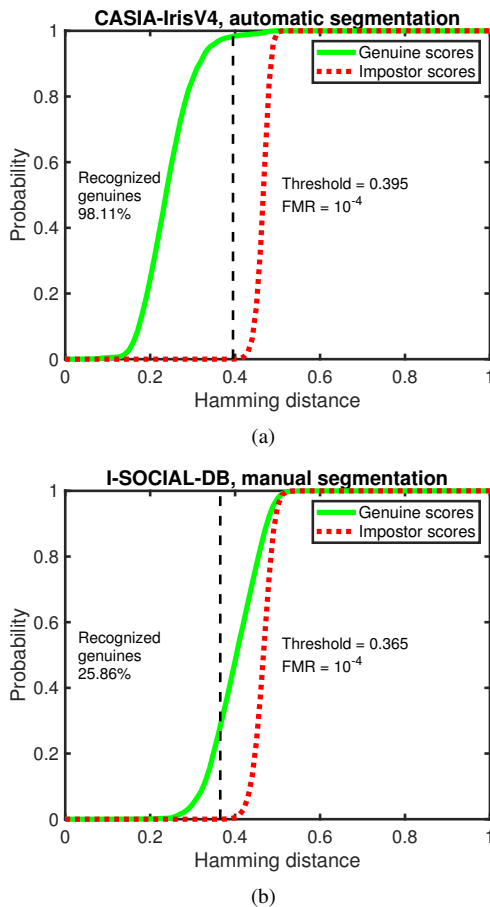 CASIA-IrisV4, automatic segmentation
1
0.8
0.6
0.4
0.2
0
Probability
Genuine scores
Impostor scores
Recognized
genuines
98.11%
Threshold = 0.395
FMR = 10⁻⁴
0 0.2 0.4 0.6 0.8 1
Hamming distance
(a)
I-SOCIAL-DB, manual segmentation
1
0.8
0.6
0.4
0.2
0
Probability
Genuine scores
Impostor scores
Recognized
genuines
25.86%
Threshold = 0.365
FMR = 10⁻⁴
0 0.2 0.4 0.6 0.8 1
Hamming distance
(b)